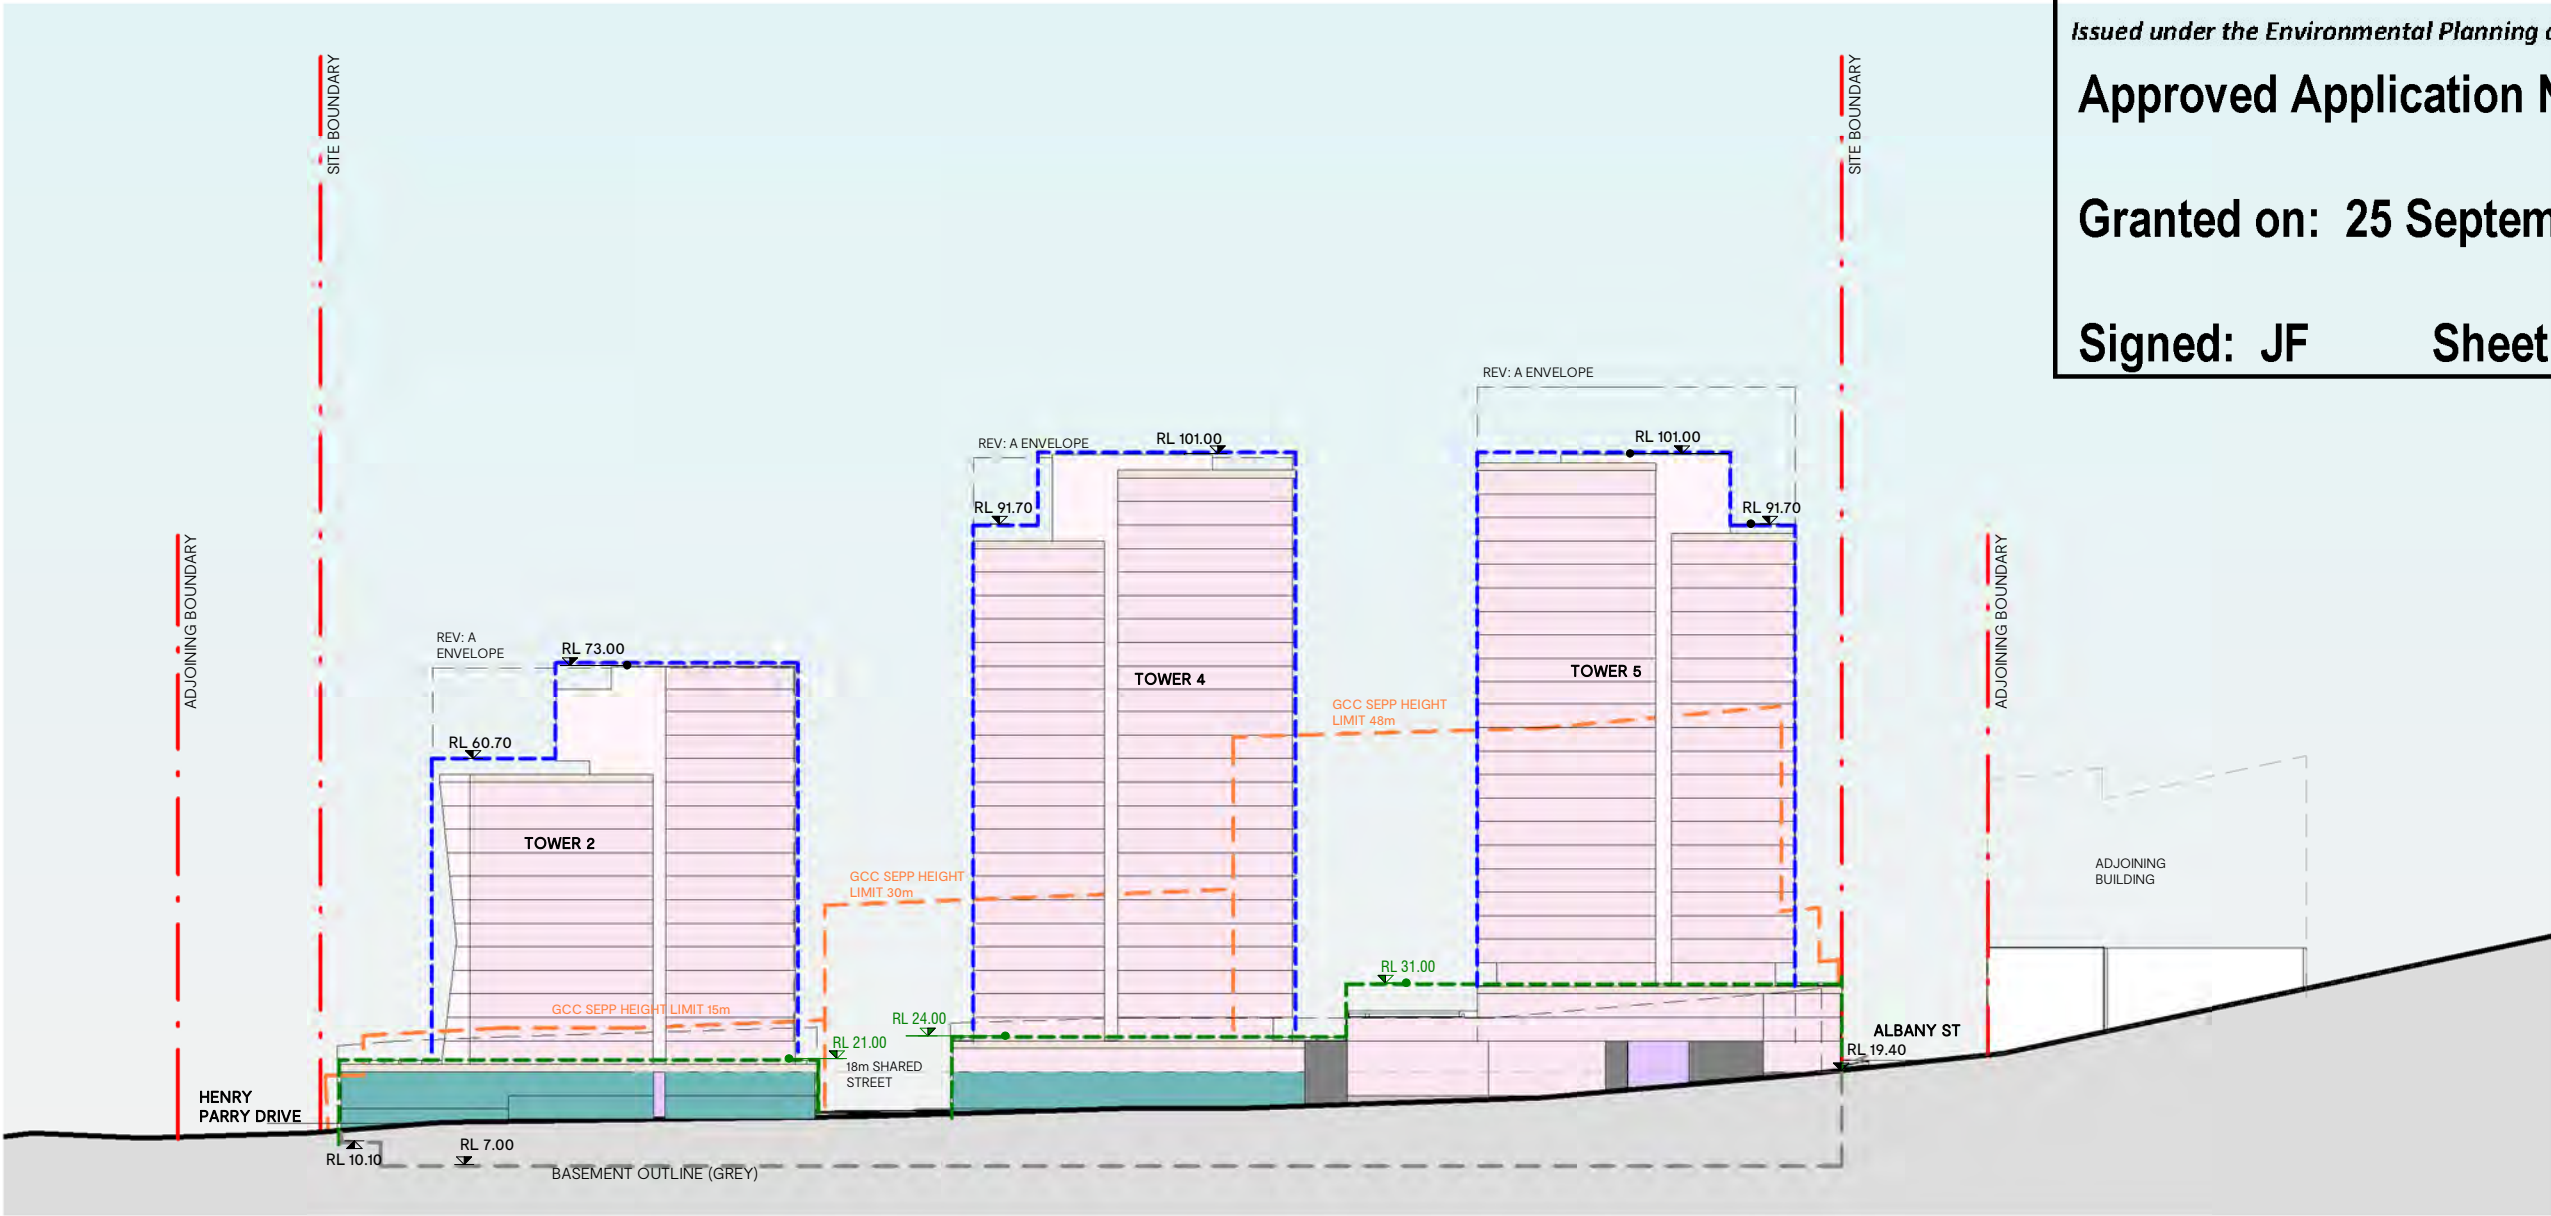 Issued under the Environmental Planning
Approved Application
Granted on: 25 Septem
Signed: JF Sheet
SITE BOUNDARY
SITE BOUNDARY
REV: A ENVELOPE
REV: A ENVELOPE
RL 101.00
RL 101.00
RL 91.70
RL 91.70
ADJOINING BOUNDARY
ADJOINING BOUNDARY
REV: A
ENVELOPE
RL 73.00
TOWER 4
TOWER 5
GCC SEPP HEIGHT
LIMIT 48m
RL 60.70
TOWER 2
GCC SEPP HEIGHT
LIMIT 30m
ADJOINING
BUILDING
RL 31.00
GCC SEPP HEIGHT LIMIT 15m
RL 24.00
RL 21.00
18m SHARED
STREET
ALBANY ST
RL 19.40
HENRY
PARRY DRIVE
RL 10.10
RL 7.00
BASEMENT OUTLINE (GREY)